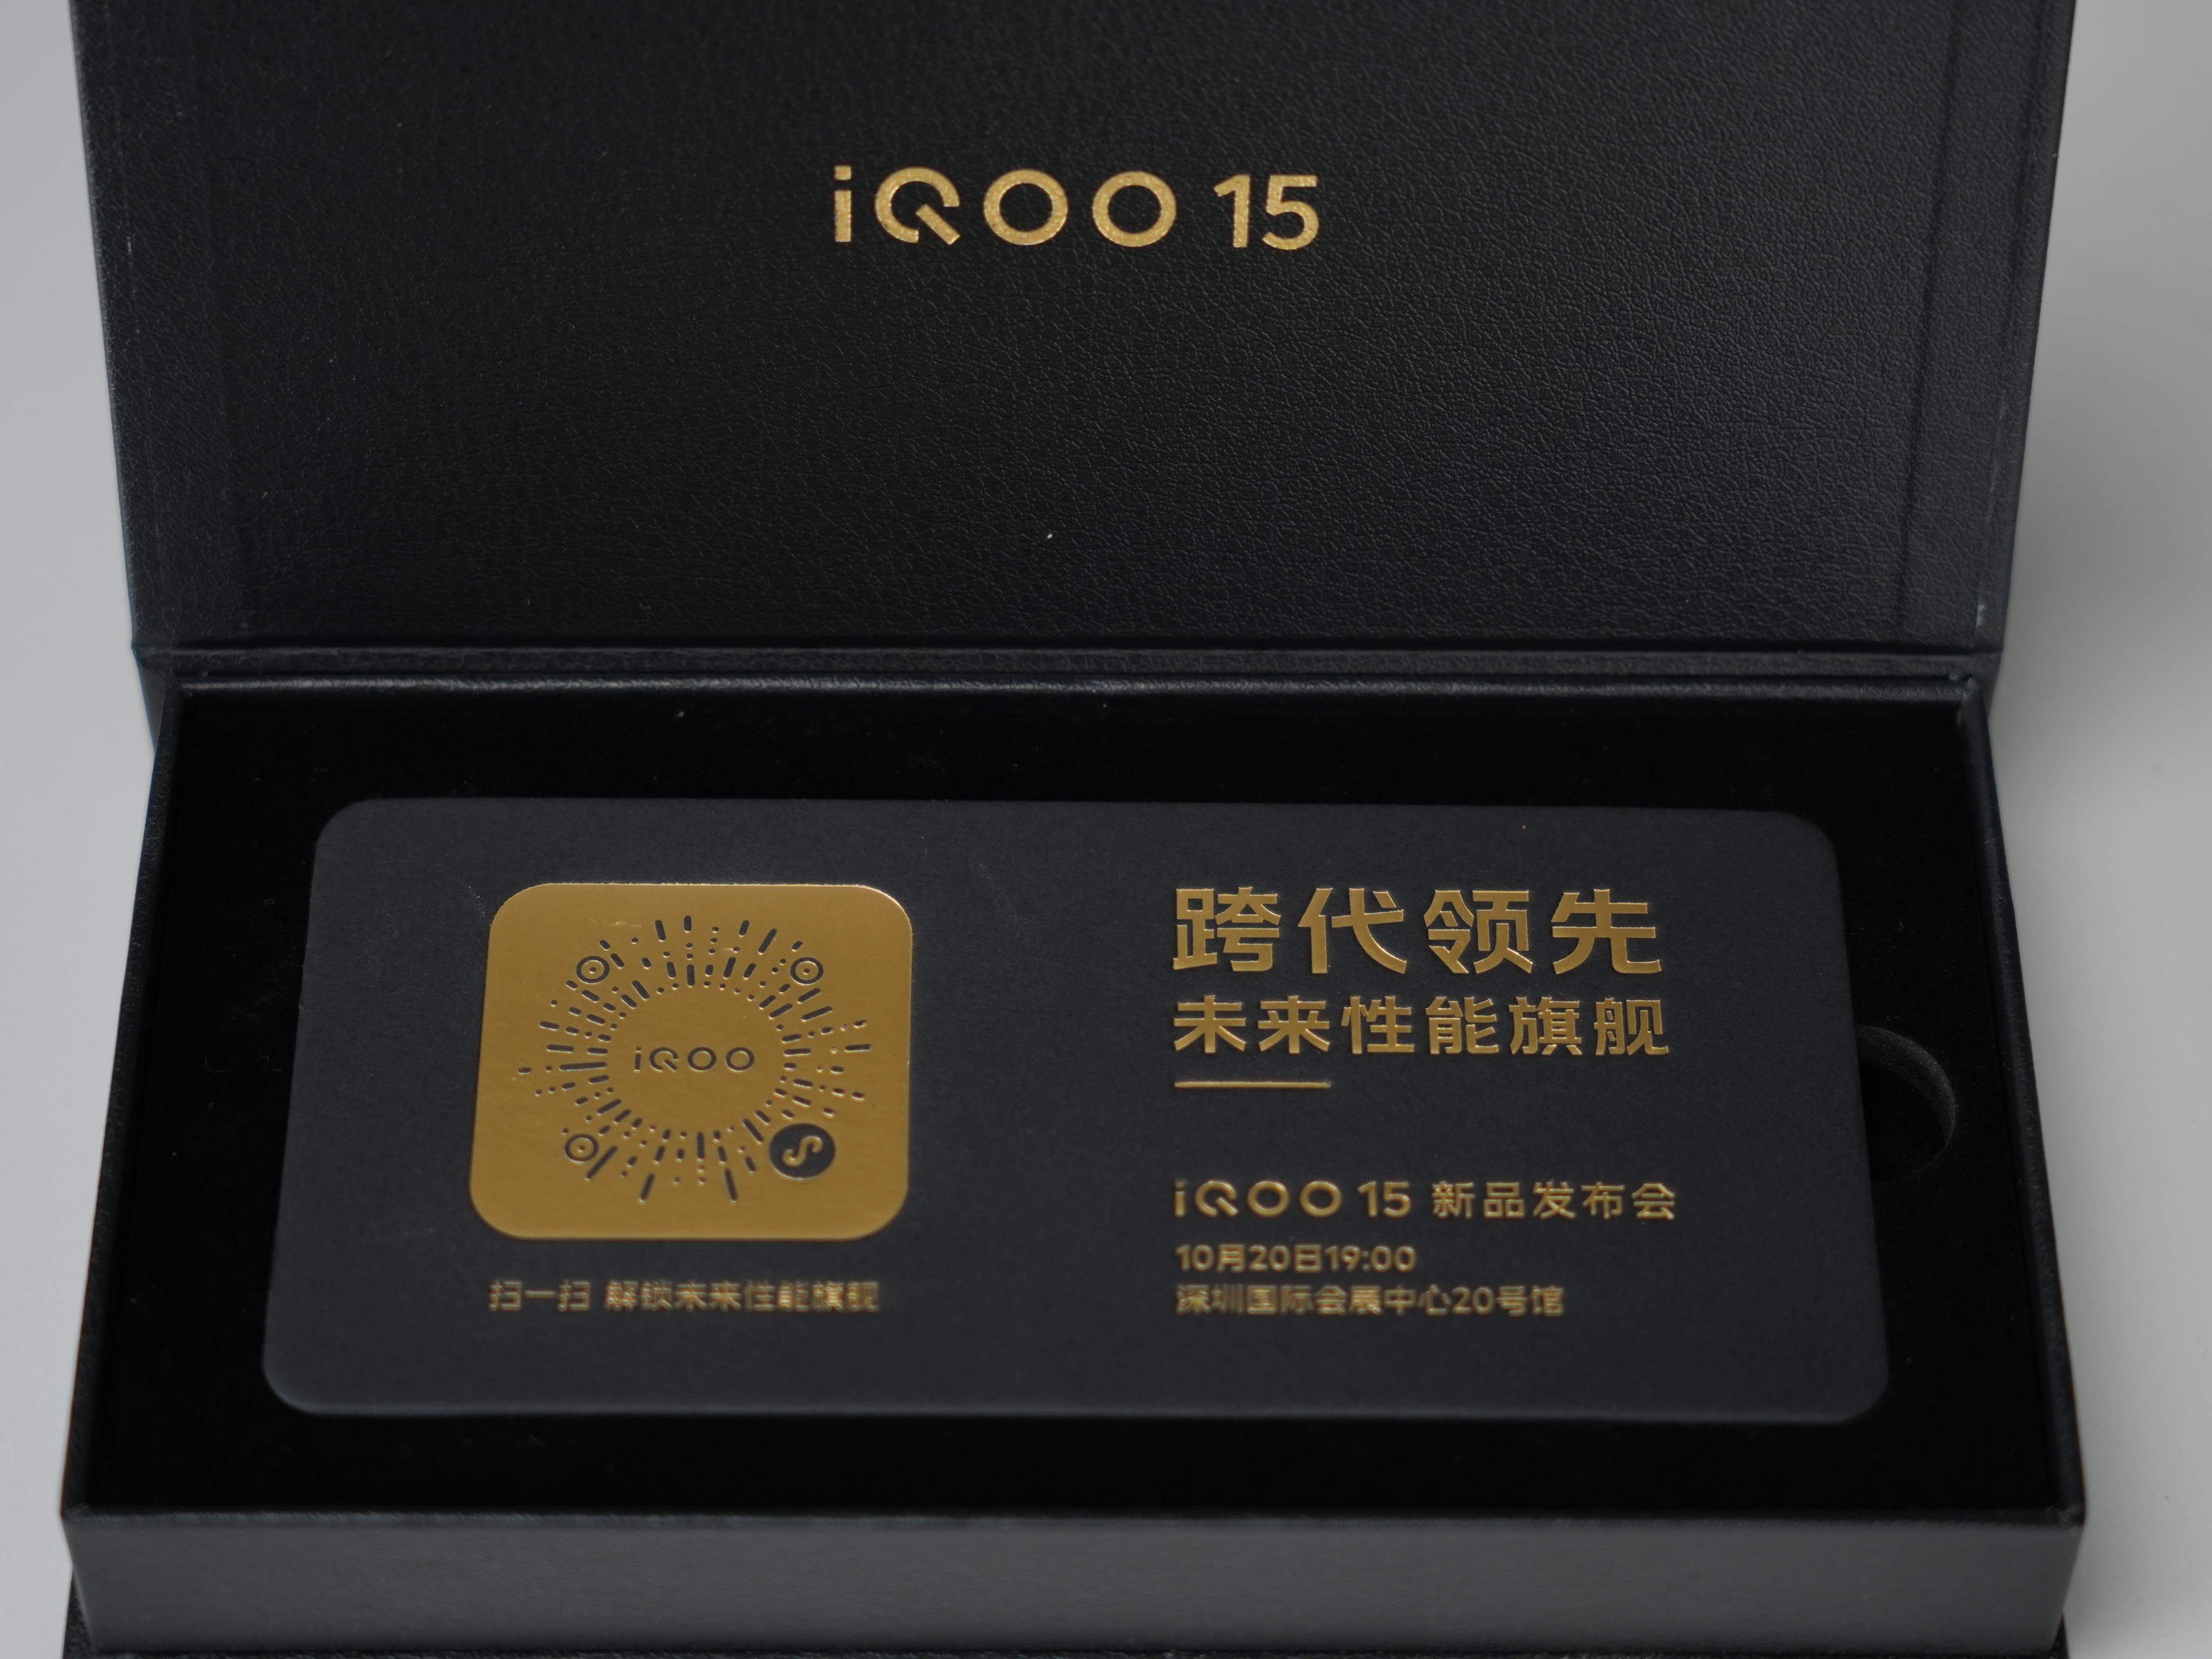 iQOO 15
iQOO
扫一扫 解锁未来性能旗舰
跨代领先
未来性能旗舰
iQOO 15 新品发布会
10月20日19:00
深圳国际会展中心20号馆